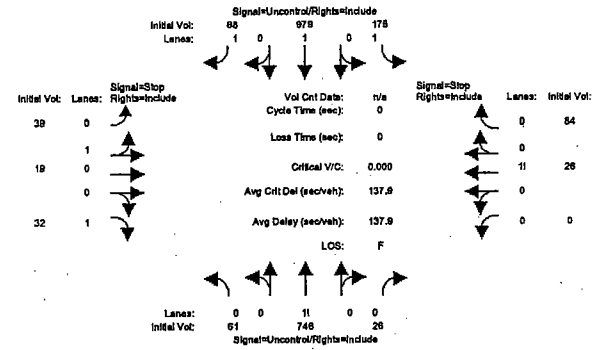 Signal=Uncontrol/Rights=Include
Initial Vol: 88 979 176
Lanes: 1 0 1 0 1
Signal=Stop
Initial Vol: Lanes: Rights=Include
39 0
1
19 0
0
32 1
Vol Cnt Data: n/a
Cycle Time (sec): 0
Loss Time (sec): 0
Critical V/C: 0.000
Avg Crit Del (sec/veh): 137.9
Avg Delay (sec/veh): 137.9
LOS: F
Signal=Stop
Rights=Include Lanes: Initial Vol:
0 84
0
1! 26
0
0 0
Lanes: 0 0 1! 0 0
Initial Vol: 61 746 26
Signal=Uncontrol/Rights=Include